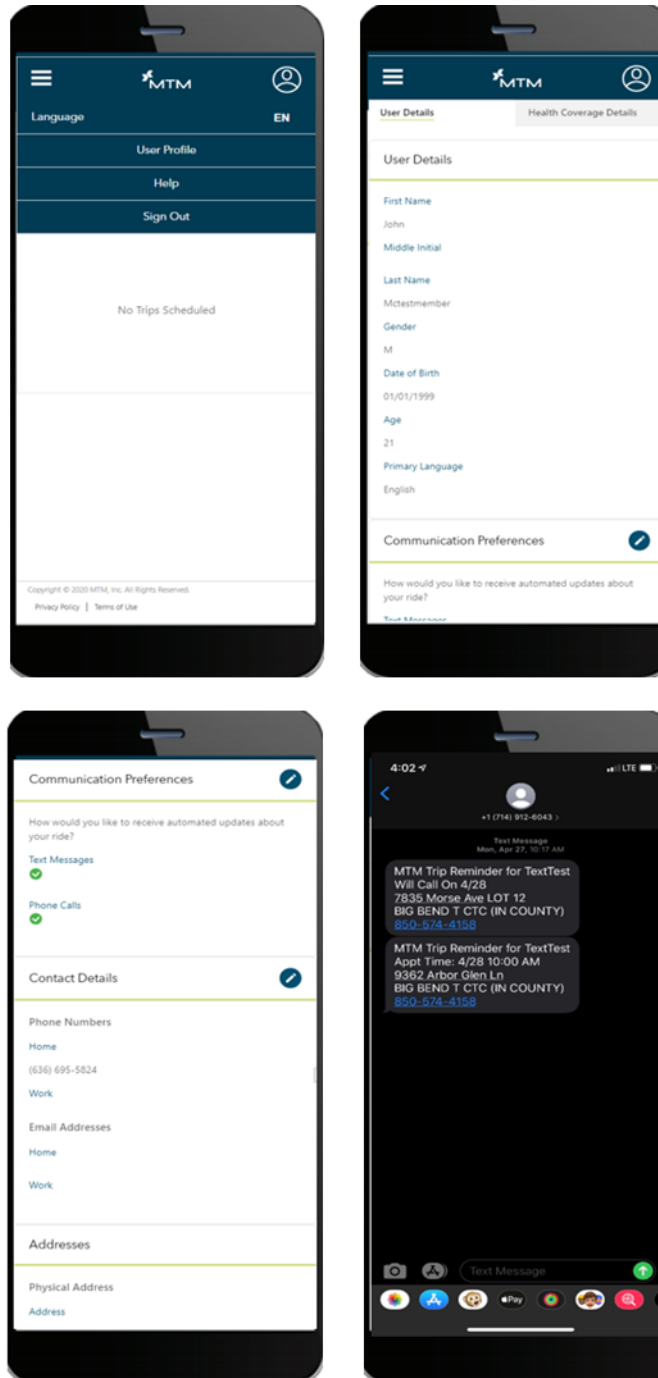 MTM
Language EN
User Profile
Help
Sign Out
No Trips Scheduled
Copyright © 2020 MTM, Inc. All Rights Reserved.
Privacy Policy | Terms of Use
MTM
User Details Health Coverage Details
User Details
First Name
John
Middle Initial
Last Name
Mctestmember
Gender
M
Date of Birth
01/01/1999
Age
21
Primary Language
English
Communication Preferences
How would you like to receive automated updates about
your ride?
Text Messages
Communication Preferences
How would you like to receive automated updates about
your ride?
Text Messages
Phone Calls
Contact Details
Phone Numbers
Home
(636) 695-5824
Work
Email Addresses
Home
Work
Addresses
Physical Address
Address
4:02 LTE
+1 (714) 912-6043 >
Text Message
Mon, Apr 27, 10:17 AM
MTM Trip Reminder for TextTest
Will Call On 4/28
7835 Morse Ave LOT 12
BIG BEND T CTC (IN COUNTY)
850-574-4158
MTM Trip Reminder for TextTest
Appt Time: 4/28 10:00 AM
9362 Arbor Glen Ln
BIG BEND T CTC (IN COUNTY)
850-574-4158
Text Message
Pay